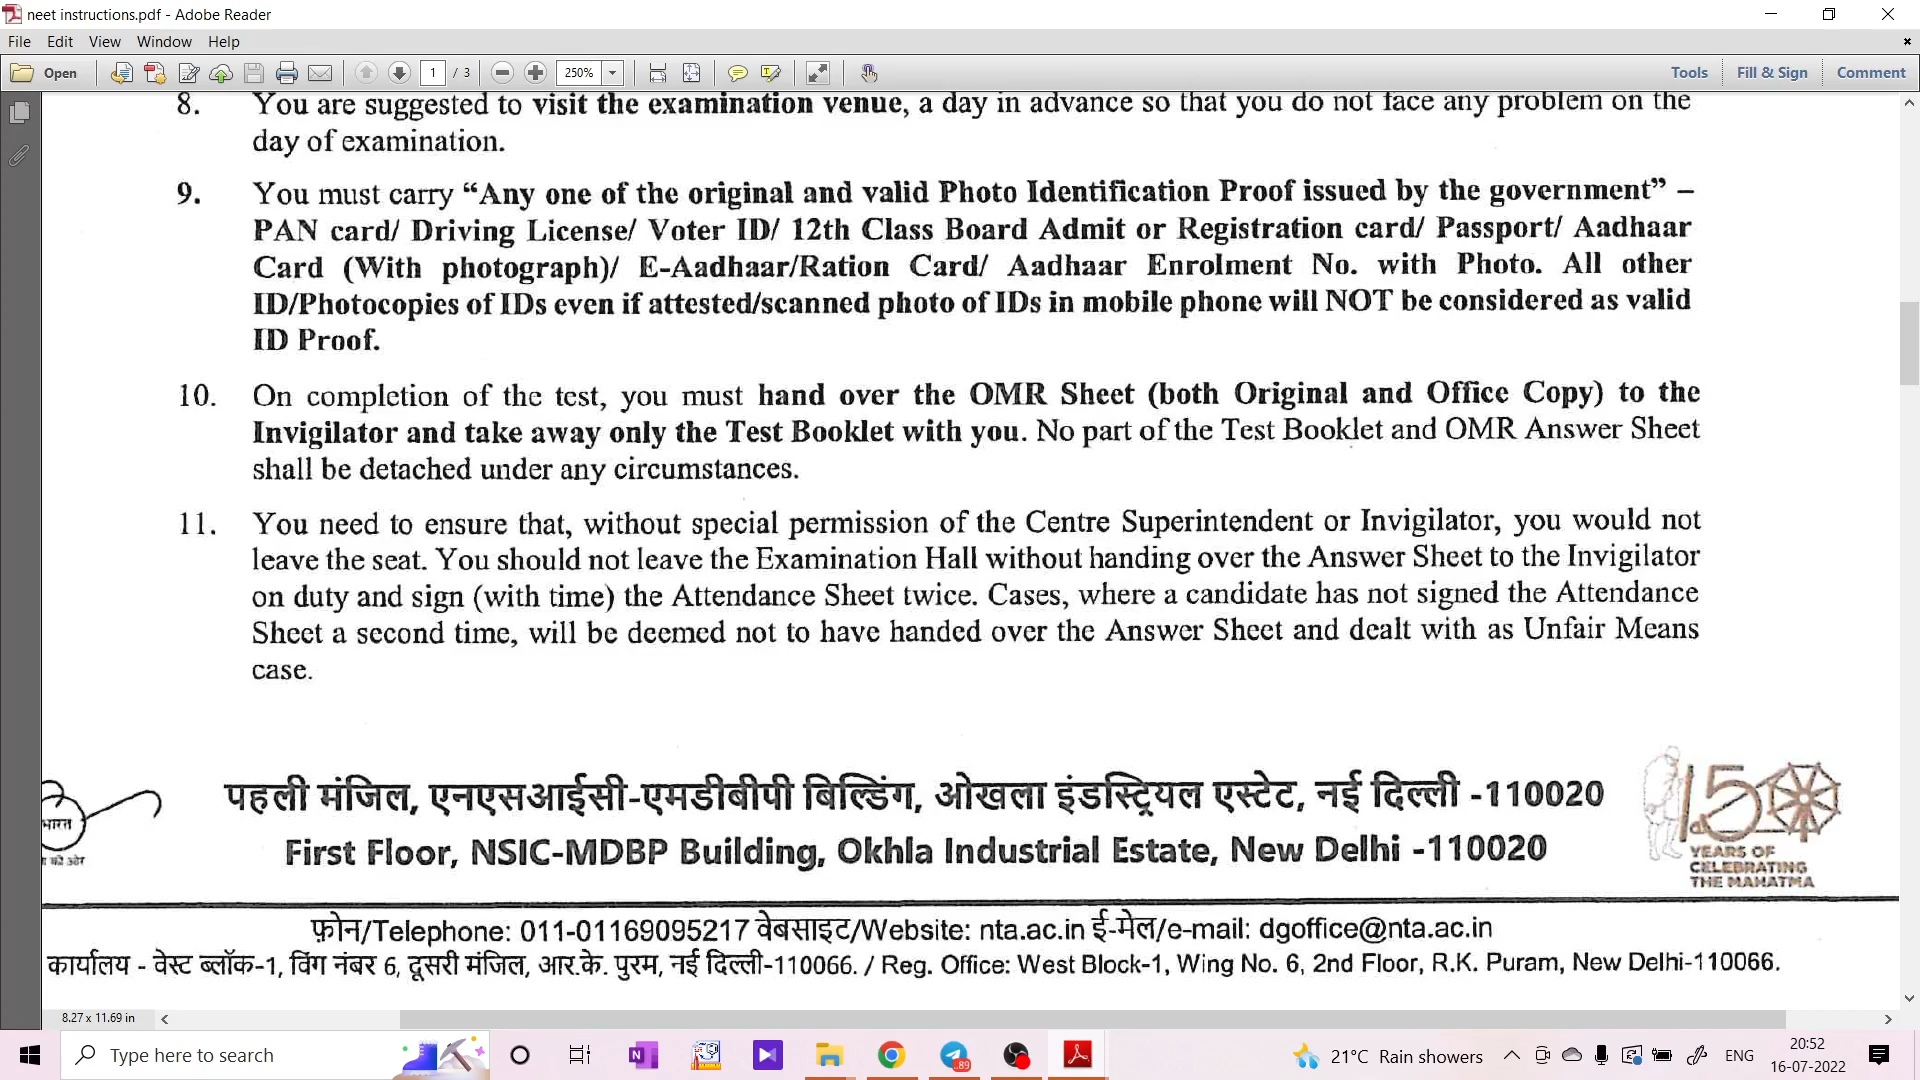 neet instructions.pdf - Adobe Reader
File Edit View Window Help
Open 1 / 3 250% Tools Fill & Sign Comment
8. You are suggested to visit the examination venue, a day in advance so that you do not face any problem on the
day of examination.
9. You must carry “Any one of the original and valid Photo Identification Proof issued by the government” –
PAN card/ Driving License/ Voter ID/ 12th Class Board Admit or Registration card/ Passport/ Aadhaar
Card (With photograph)/ E-Aadhaar/Ration Card/ Aadhaar Enrolment No. with Photo. All other
ID/Photocopies of IDs even if attested/scanned photo of IDs in mobile phone will NOT be considered as valid
ID Proof.
10. On completion of the test, you must hand over the OMR Sheet (both Original and Office Copy) to the
Invigilator and take away only the Test Booklet with you. No part of the Test Booklet and OMR Answer Sheet
shall be detached under any circumstances.
11. You need to ensure that, without special permission of the Centre Superintendent or Invigilator, you would not
leave the seat. You should not leave the Examination Hall without handing over the Answer Sheet to the Invigilator
on duty and sign (with time) the Attendance Sheet twice. Cases, where a candidate has not signed the Attendance
Sheet a second time, will be deemed not to have handed over the Answer Sheet and dealt with as Unfair Means
case.
भारत
की ओर
पहली मंजिल, एनएसआईसी-एमडीबीपी बिल्डिंग, ओखला इंडस्ट्रियल एस्टेट, नई दिल्ली -110020
First Floor, NSIC-MDBP Building, Okhla Industrial Estate, New Delhi -110020
150
YEARS OF
CELEBRATING
THE MAHATMA
फ़ोन/Telephone: 011-01169095217 वेबसाइट/Website: nta.ac.in ई-मेल/e-mail: dgoffice@nta.ac.in
कार्यालय - वेस्ट ब्लॉक-1, विंग नंबर 6, दूसरी मंजिल, आर.के. पुरम, नई दिल्ली-110066. / Reg. Office: West Block-1, Wing No. 6, 2nd Floor, R.K. Puram, New Delhi-110066.
8.27 x 11.69 in
Type here to search
N
89
21°C Rain showers
ENG
20:52
16-07-2022